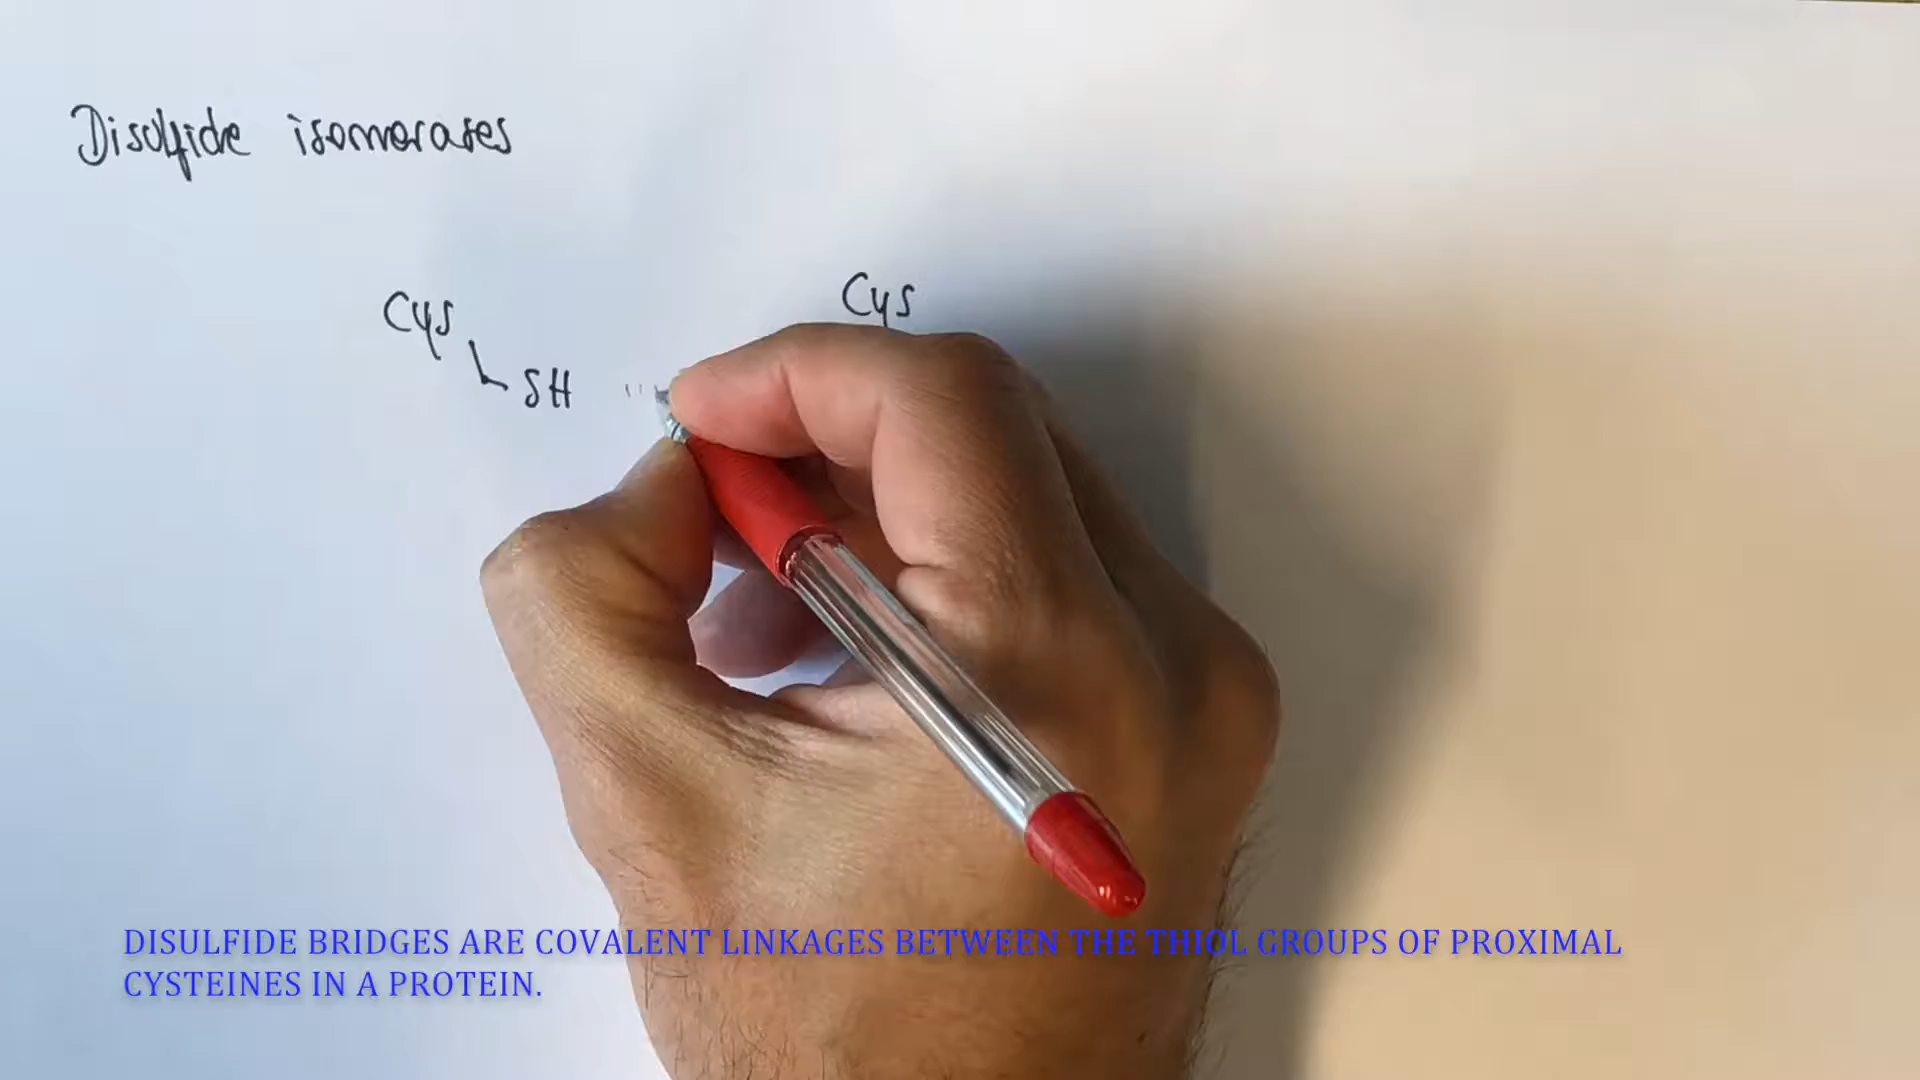 Disulfide isomerases
Cys
Cys
SH
DISULFIDE BRIDGES ARE COVALENT LINKAGES BETWEEN THE THIOL GROUPS OF PROXIMAL
CYSTEINES IN A PROTEIN.